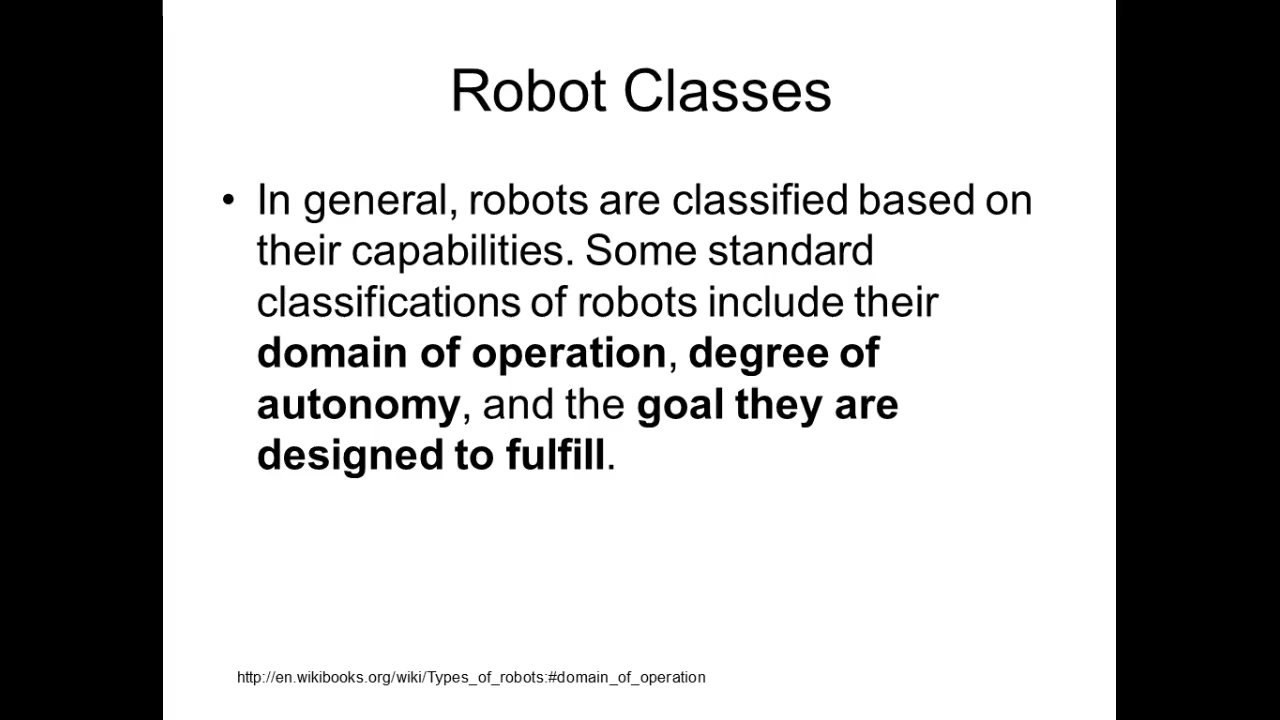 Robot Classes
• In general, robots are classified based on
their capabilities. Some standard
classifications of robots include their
domain of operation, degree of
autonomy, and the goal they are
designed to fulfill.
http://en.wikibooks.org/wiki/Types_of_robots:#domain_of_operation